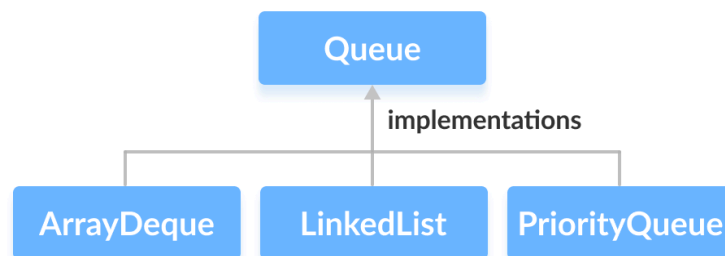 Queue
implementations
ArrayDeque
LinkedList
PriorityQueue